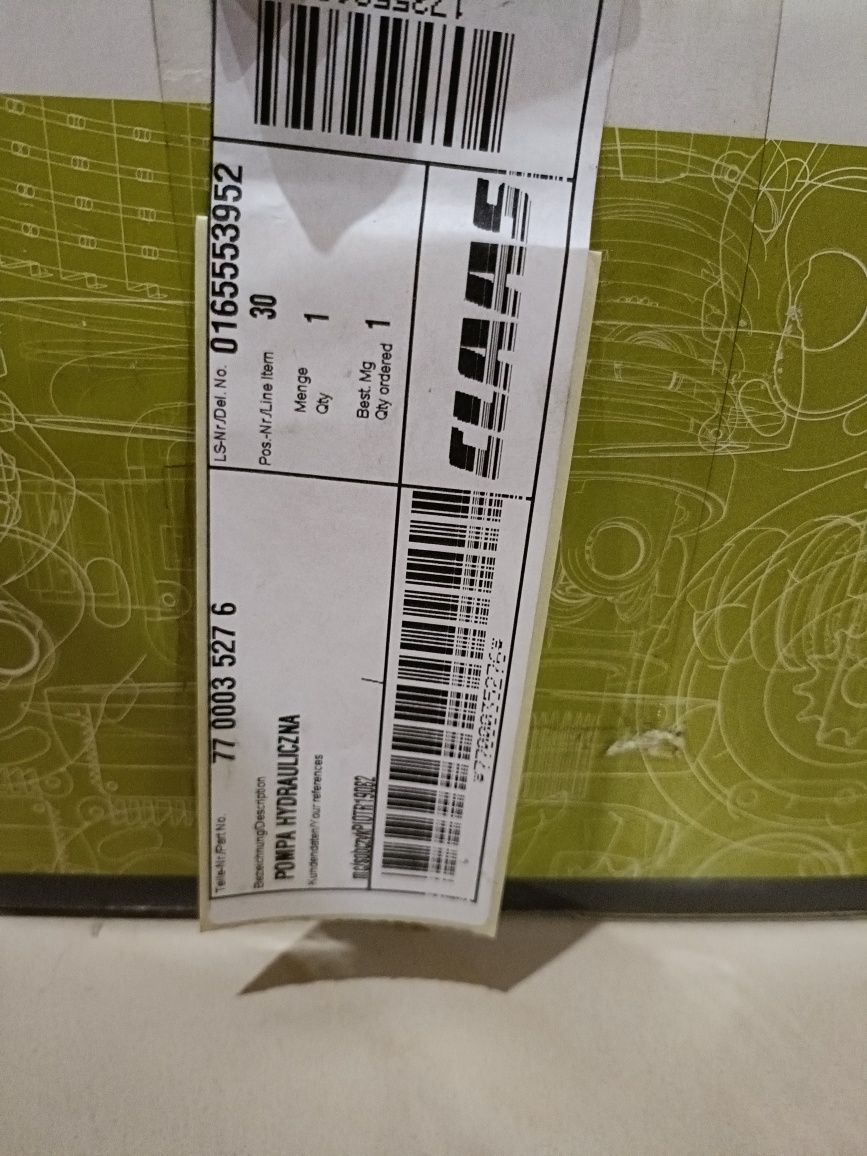 Teile-Nr./Part No. 77 0003 527 6
Bezeichnung/Description
POMPA HYDRAULICZNA
Kundendaten/Your references
LS-Nr./Del. No. 0165553952
Pos.-Nr./Line Item 30
Menge
Qty 1
Best. Mg
Qty ordered 1
CLAAS